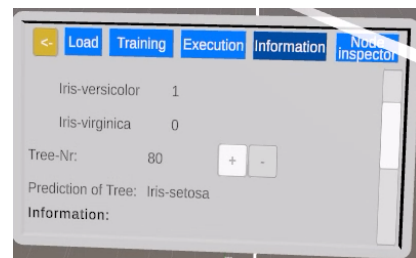 <- Load Training Execution Information Node inspector
Iris-versicolor 1
Iris-virginica 0
Tree-Nr: 80 + -
Prediction of Tree: Iris-setosa
Information: